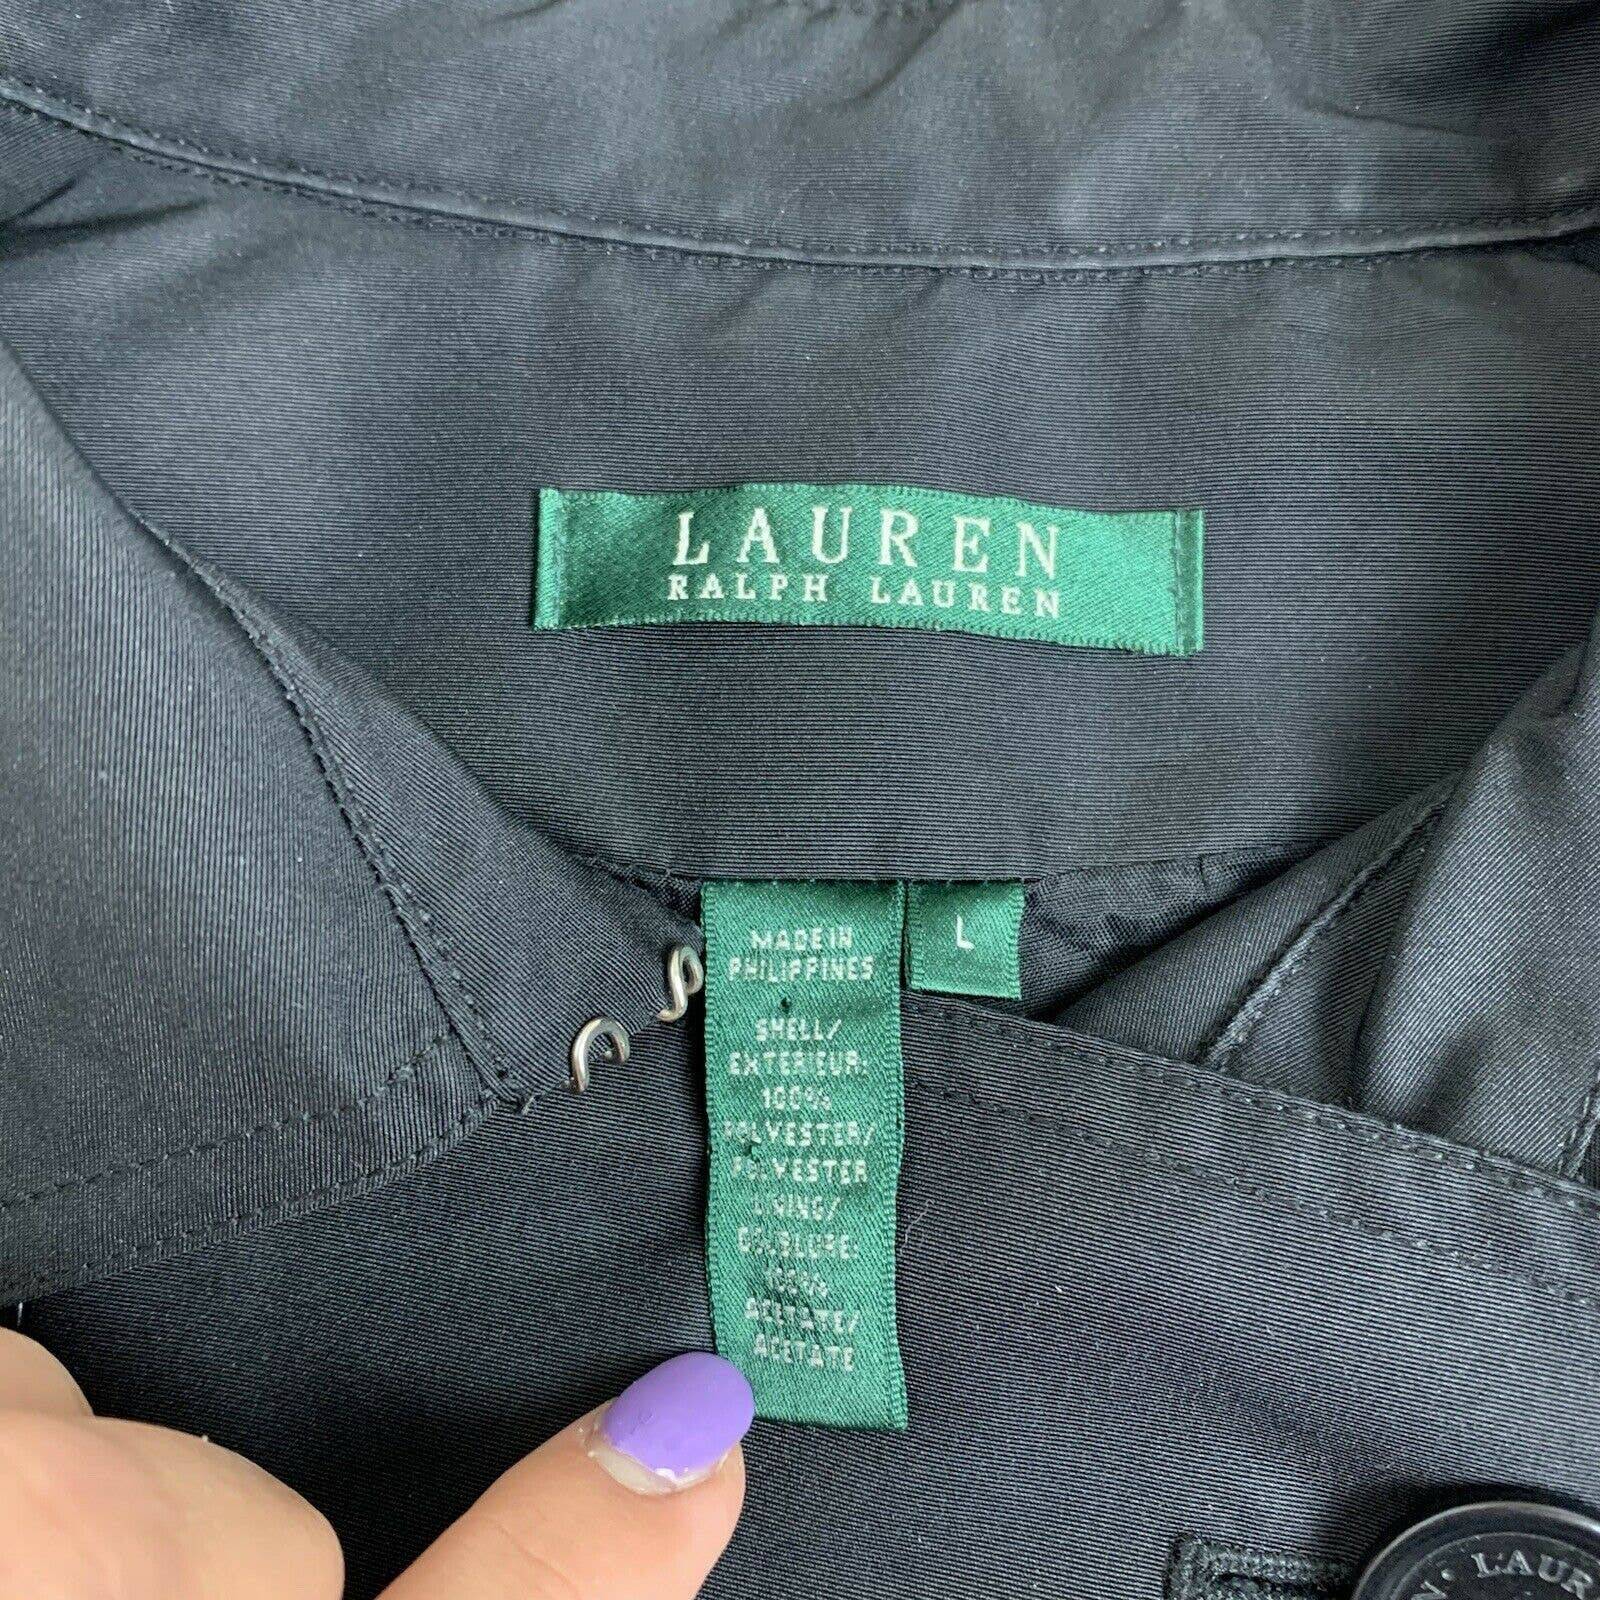 LAUREN
RALPH LAUREN
L
MADE IN
PHILIPPINES
SHELL/
EXTERIEUR:
100%
POLYESTER/
POLYESTER
LINING/
DOUBLURE:
100%
ACETATE/
ACETATE
LAUR